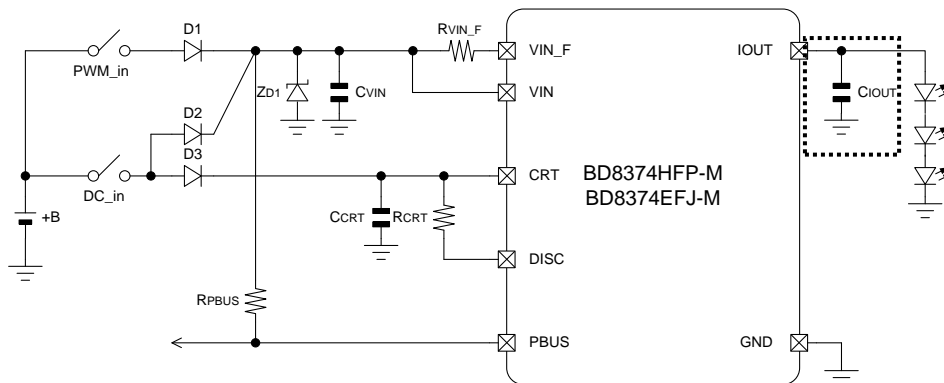 D1
PWM_in
RVIN_F
VIN_F
IOUT
ZD1
CVIN
VIN
CIOUT
D2
D3
DC_in
CRT
BD8374HFP-M
BD8374EFJ-M
+B
CCRT
RCRT
DISC
RPBUS
PBUS
GND